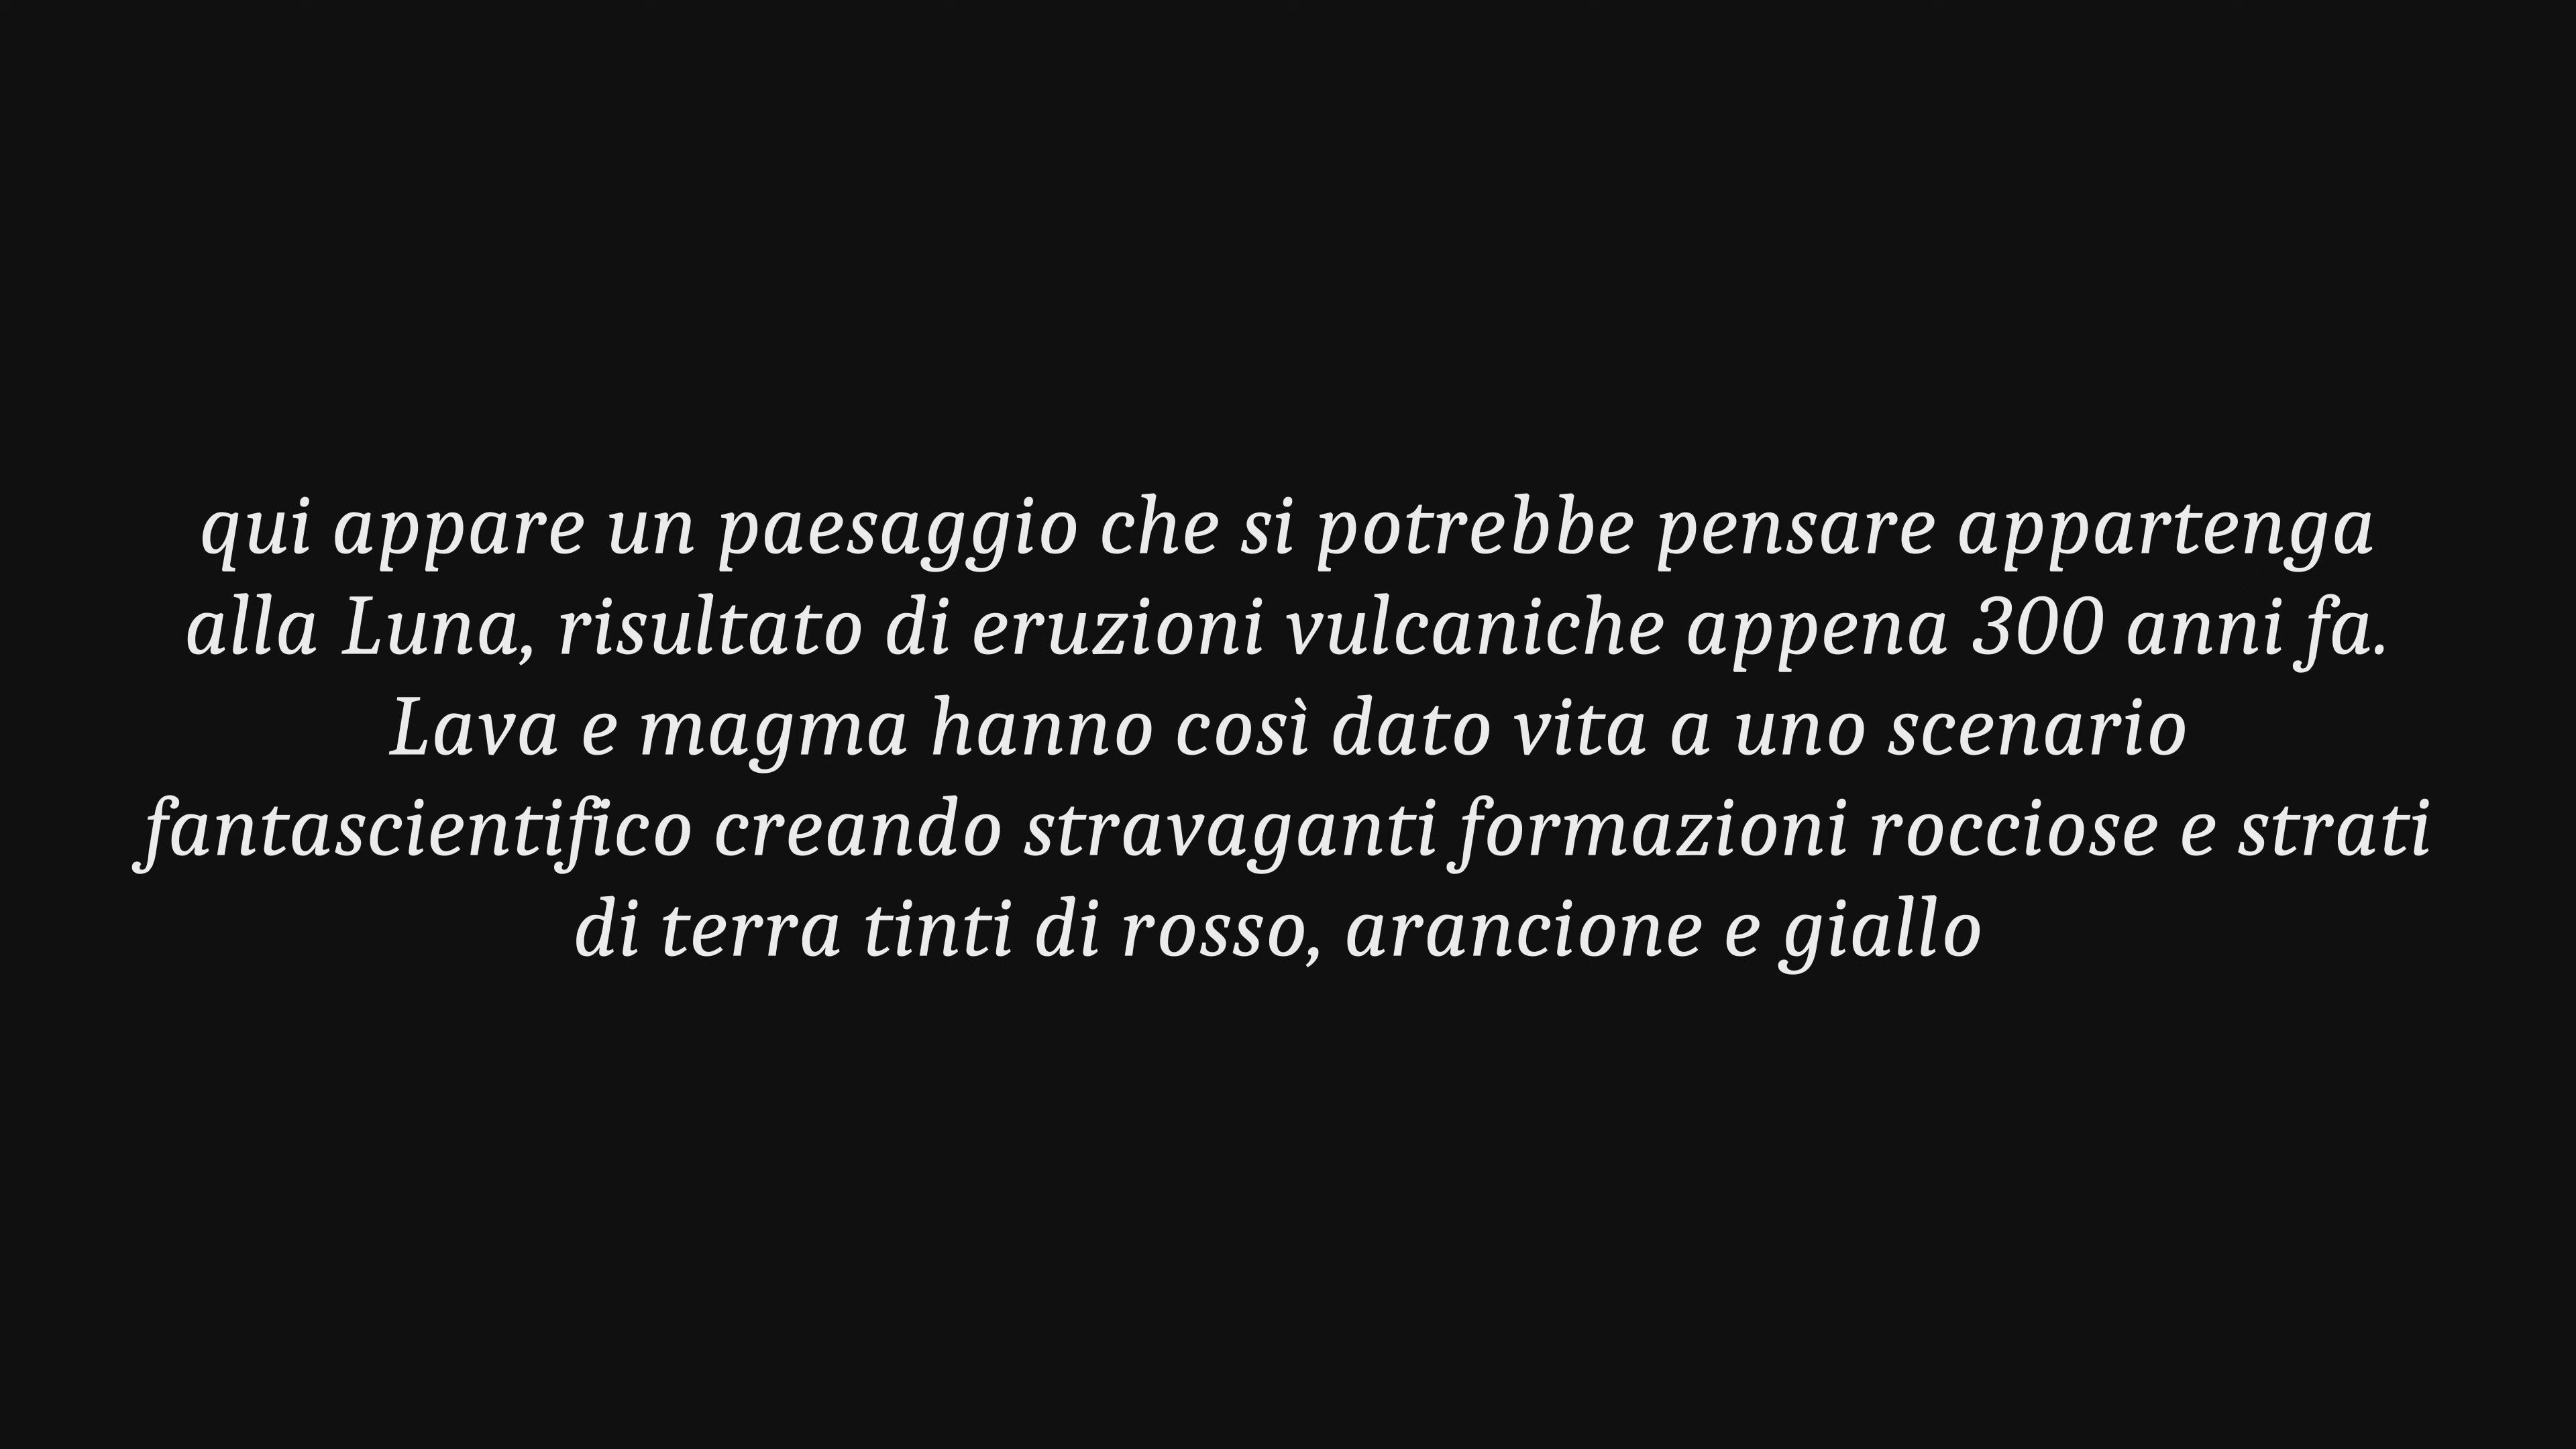 qui appare un paesaggio che si potrebbe pensare appartenga
alla Luna, risultato di eruzioni vulcaniche appena 300 anni fa.
Lava e magma hanno così dato vita a uno scenario
fantascientifico creando stravaganti formazioni rocciose e strati
di terra tinti di rosso, arancione e giallo